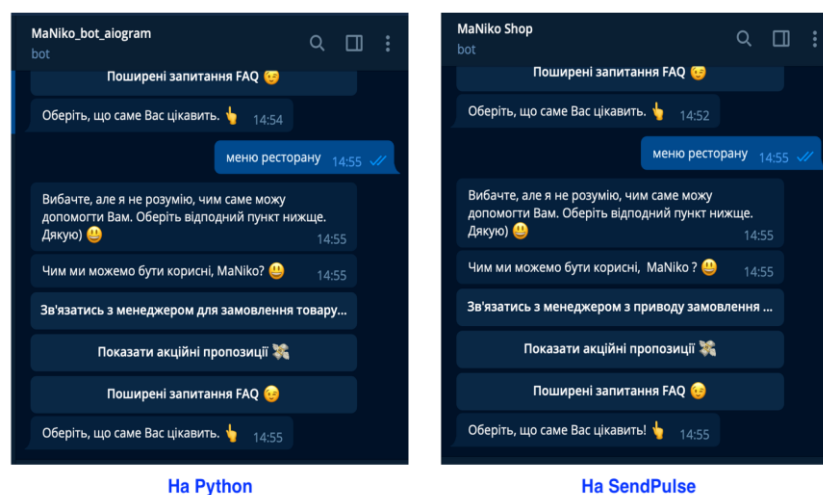 MaNiko_bot_aiogram
bot
Поширені запитання FAQ 😉
Оберіть, що саме Вас цікавить. 👆 14:54
меню ресторану 14:55
Вибачте, але я не розумію, чим саме можу
допомогти Вам. Оберіть відподний пункт нижще.
Дякую) 😃 14:55
Чим ми можемо бути корисні, MaNiko? 😃 14:55
Зв'язатись з менеджером для замовлення товару...
Показати акційні пропозиції 💸
Поширені запитання FAQ 😉
Оберіть, що саме Вас цікавить. 👆 14:55
На Python
MaNiko Shop
bot
Поширені запитання FAQ 😉
Оберіть, що саме Вас цікавить. 👆 14:52
меню ресторану 14:55
Вибачте, але я не розумію, чим саме можу
допомогти Вам. Оберіть відподний пункт нижще.
Дякую) 😃 14:55
Чим ми можемо бути корисні, MaNiko ? 😃 14:55
Зв'язатись з менеджером з приводу замовлення ...
Показати акційні пропозиції 💸
Поширені запитання FAQ 😉
Оберіть, що саме Вас цікавить! 👆 14:55
На SendPulse